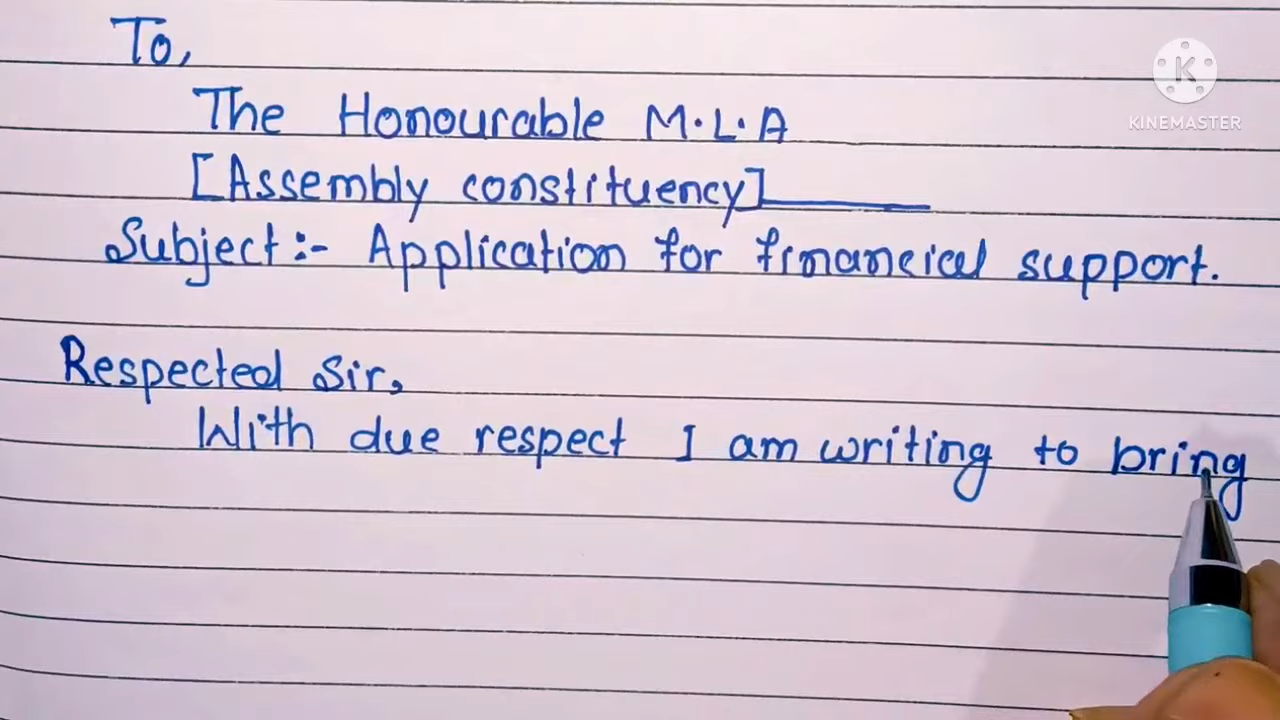 To,
The Honourable M.L.A
[Assembly constituency]
Subject:- Application for financial support.
Respected Sir,
With due respect I am writing to bring
K
KINEMASTER